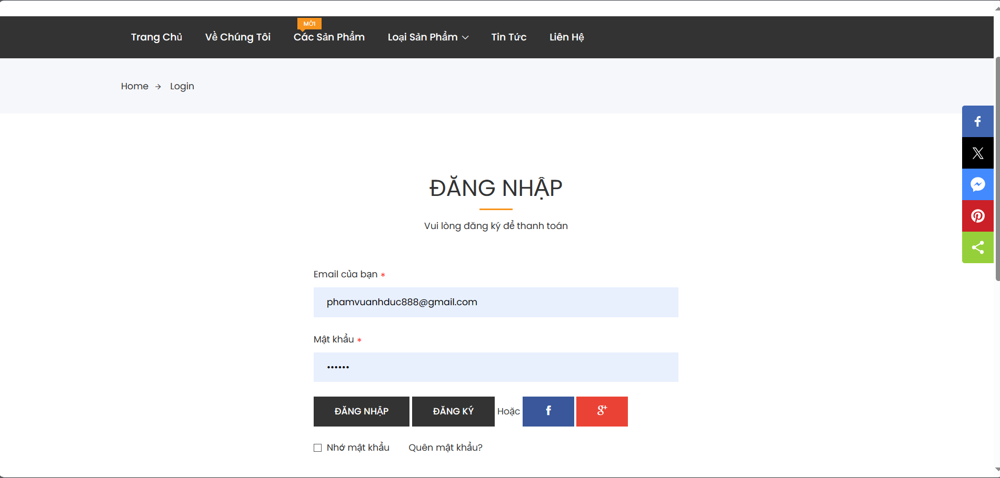 MỚI
Trang Chủ Về Chúng Tôi Các Sản Phẩm Loại Sản Phẩm Tin Tức Liên Hệ
Home → Login
ĐĂNG NHẬP
Vui lòng đăng ký để thanh toán
Email của bạn *
phamvuanhduc888@gmail.com
Mật khẩu *
••••••
ĐĂNG NHẬP ĐĂNG KÝ Hoặc f g+
Nhớ mật khẩu Quên mật khẩu?